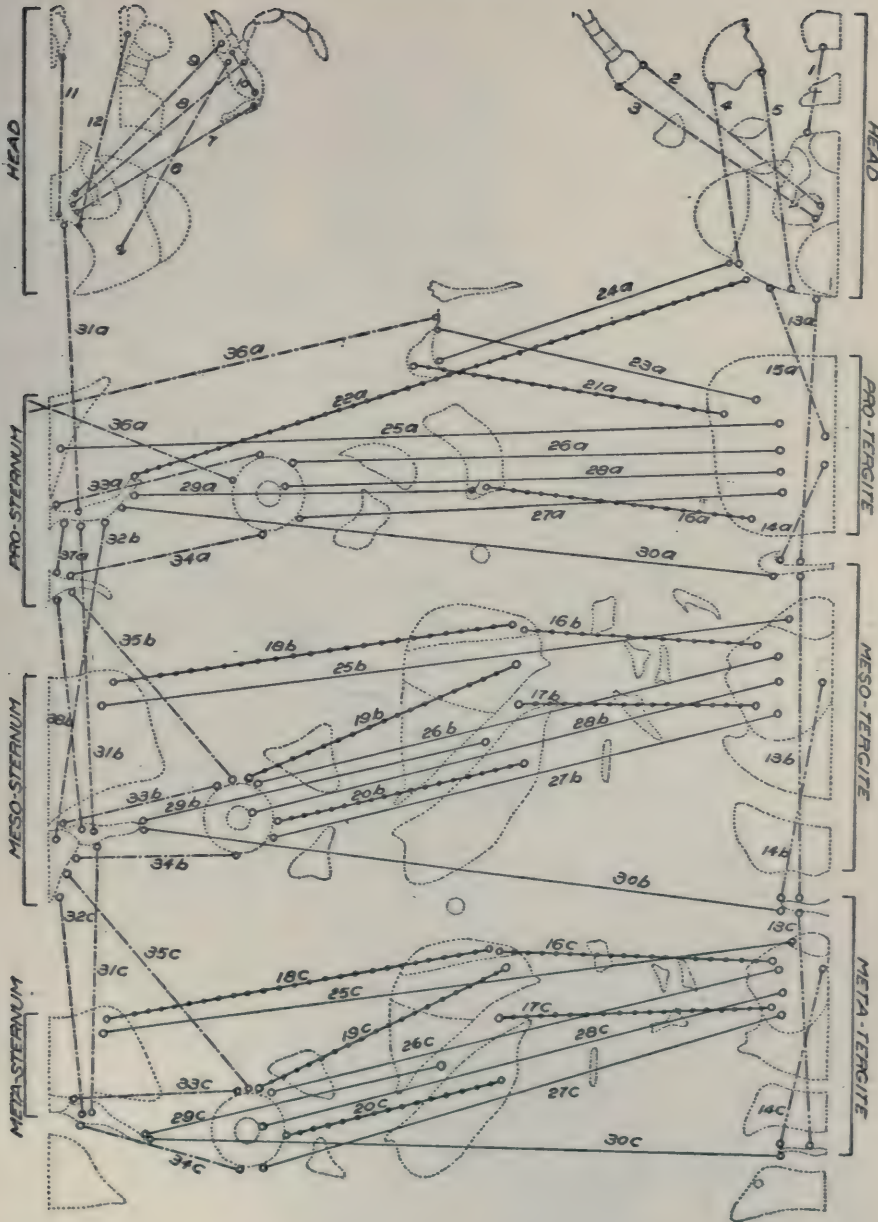 HEAD
HEAD
PRO-STERNUM
PRO-TERGITE
MESO-STERNUM
MESO-TERGITE
META-STERNUM
META-TERGITE
11
12
9
10
8
7
6
2
3
4
5
1
31a
36a
24a
13a
22a
23a
21a
15a
36a
25a
26a
33a
29a
28a
27a
16a
14a
37a
32b
34a
30a
35b
18b
16b
25b
19b
17b
31b
26b
28b
13b
33b
29b
20b
27b
34b
14b
30b
32c
13c
31c
35c
18c
16c
25c
19c
17c
26c
28c
33c
29c
20c
27c
14c
34c
30c